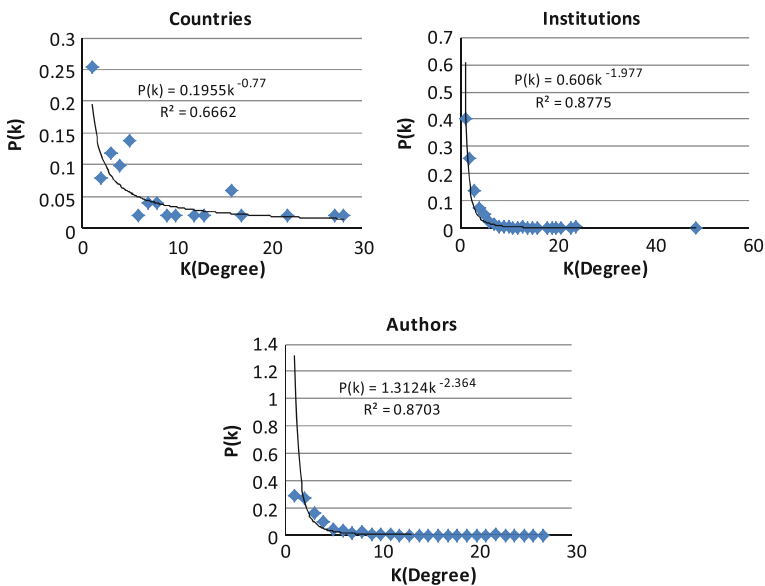 Countries
0.3
0.25
0.2
0.15
0.1
0.05
0
P(k)
P(k) = 0.1955k^-0.77
R² = 0.6662
0 10 20 30
K(Degree)
Institutions
0.7
0.6
0.5
0.4
0.3
0.2
0.1
0
P(k)
P(k) = 0.606k^-1.977
R² = 0.8775
0 20 40 60
K(Degree)
Authors
1.4
1.2
1
0.8
0.6
0.4
0.2
0
P(k)
P(k) = 1.3124k^-2.364
R² = 0.8703
0 10 20 30
K(Degree)